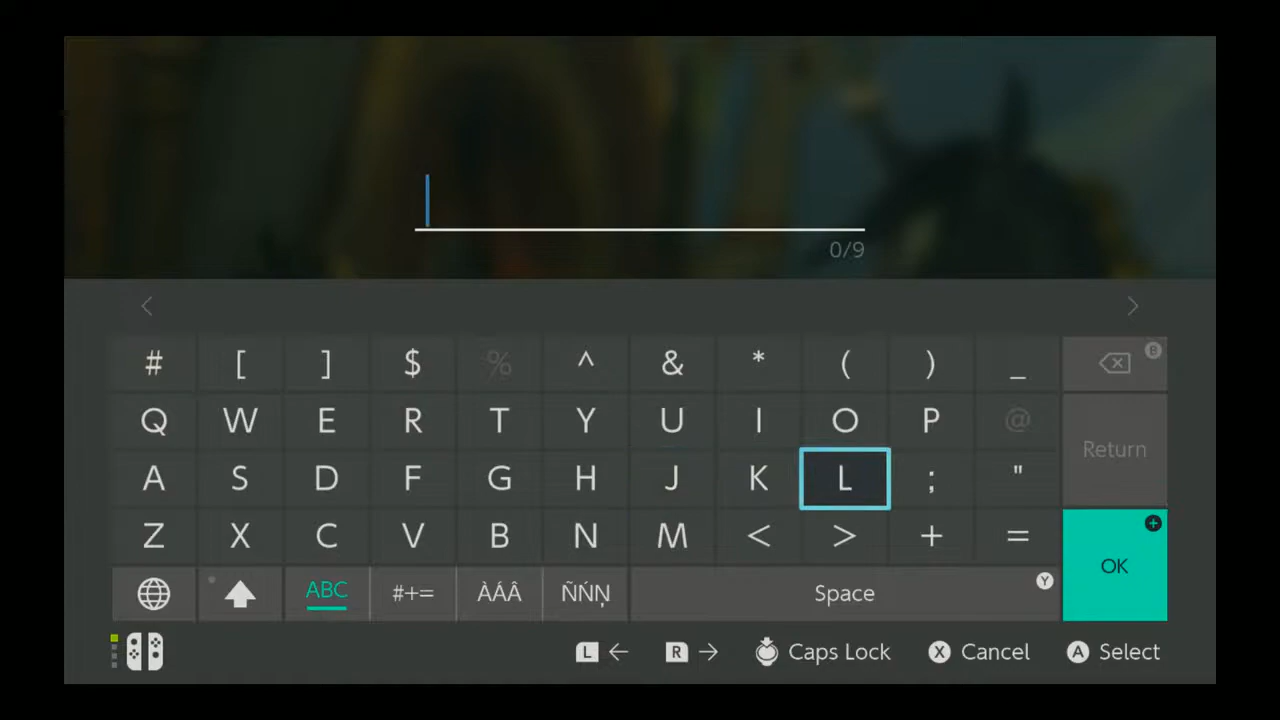 0/9
< >
# [ ] $ % ^ & * ( ) _ B
Q W E R T Y U I O P @ Return
A S D F G H J K L ; "
Z X C V B N M < > + = OK +
ABC #+= ÀÁÂ ÑŃŅ Space Y
L ← R → Caps Lock X Cancel A Select